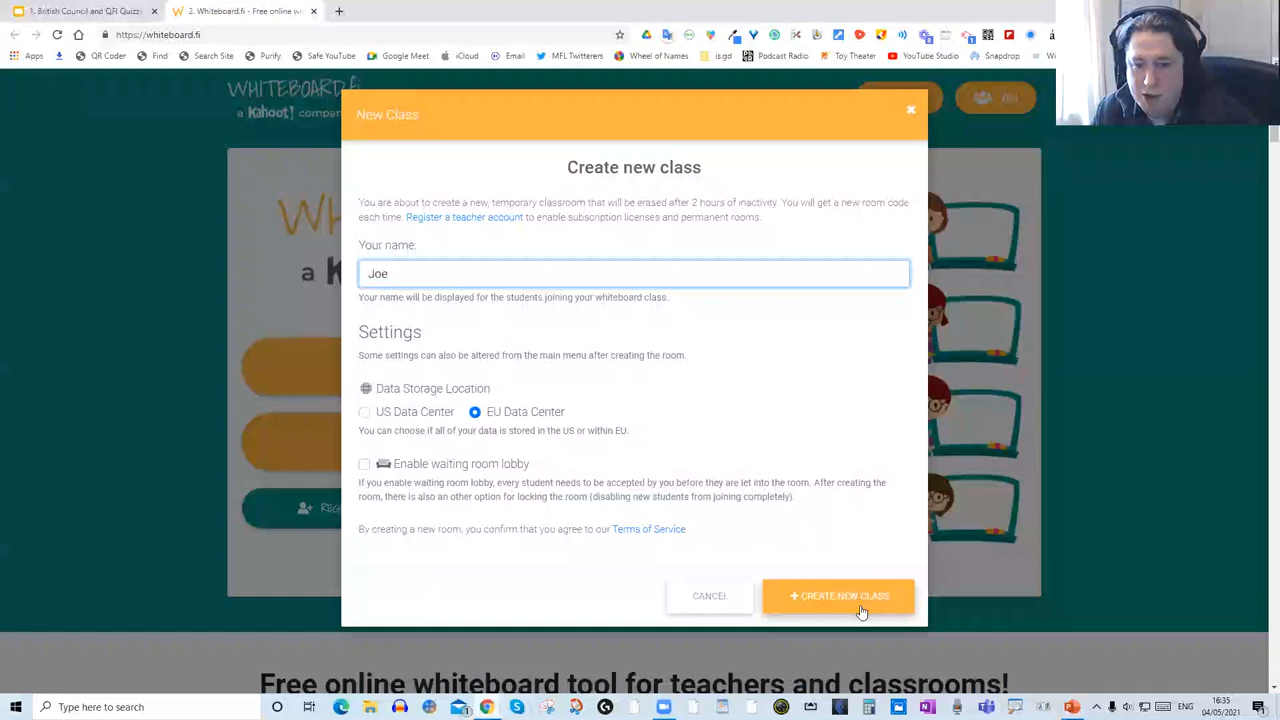 1. British Council and QFI Quizzi
2. Whiteboard.fi - Free online w
https://whiteboard.fi
Apps
QR Coder
Find
Quizziz
Safe YouTube
Google Meet
iCloud
Email
MFL Twitterers
Wheel of Names
is.gd
Podcast Radio
Toy Theater
YouTube Studio
Snapdrop
WHITEBOARD.fi
a Kahoot! company
New Class
Create new class
You are about to create a new, temporary classroom that will be erased after 2 hours of inactivity. You will get a new room code
each time. Register a teacher account to enable subscription licenses and permanent rooms.
Your name:
Joe
Your name will be displayed for the students joining your whiteboard class.
Settings
Some settings can also be altered from the main menu after creating the room.
Data Storage Location
US Data Center
EU Data Center
You can choose if all of your data is stored in the US or within EU.
Enable waiting room lobby
If you enable waiting room lobby, every student needs to be accepted by you before they are let into the room. After creating the
room, there is also an other option for locking the room (disabling new students from joining completely).
By creating a new room, you confirm that you agree to our Terms of Service
CANCEL
+ CREATE NEW CLASS
Free online whiteboard tool for teachers and classrooms!
Type here to search
ENG
16:35
04/05/2021